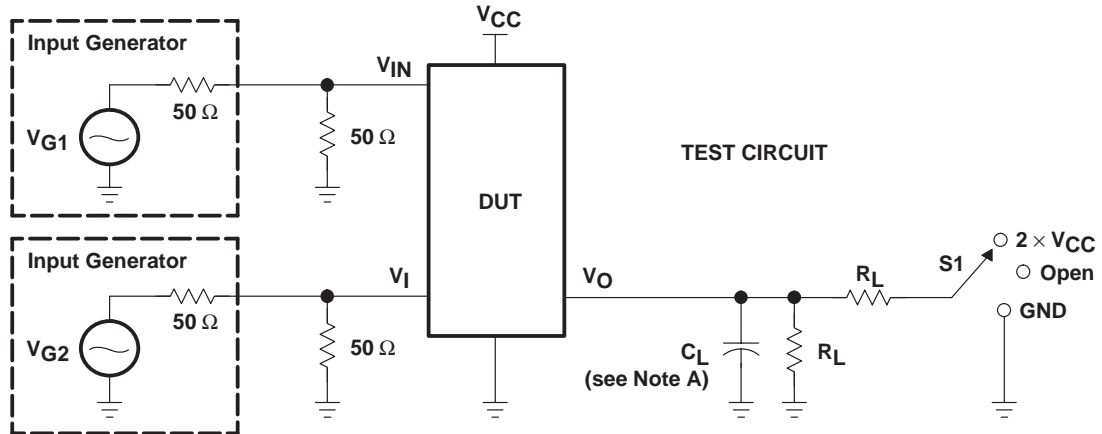 Input Generator
VG1
50 Ω
50 Ω
VIN
VCC
DUT
TEST CIRCUIT
Input Generator
VG2
50 Ω
50 Ω
VI
VO
CL
(see Note A)
RL
RL
S1
2 × VCC
Open
GND